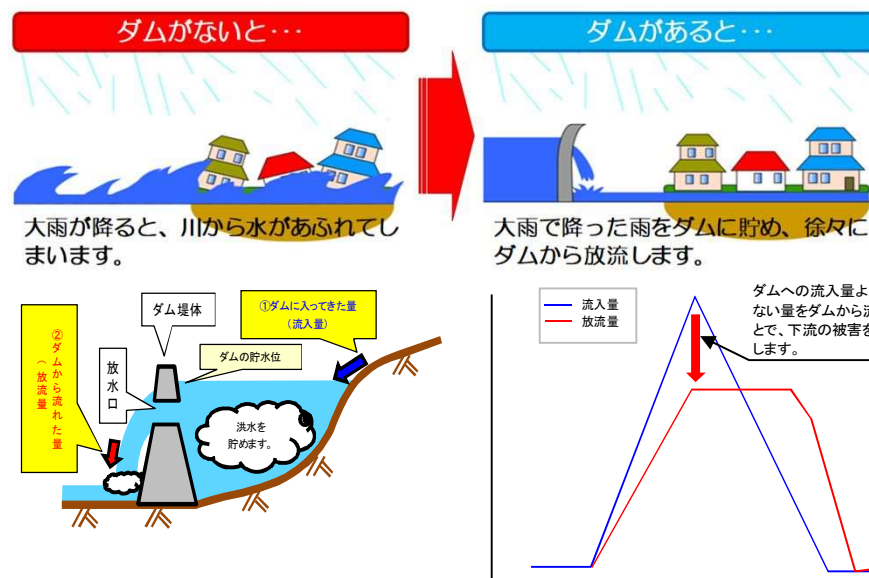 ダムがないと･･･
ダムがあると･･･
大雨が降ると、川から水があふれてし
まいます。
大雨で降った雨をダムに貯め、徐々に
ダムから放流します。
②ダムから流れた量
（放流量
放水口
ダム堤体
ダムの貯水位
①ダムに入ってきた量
（流入量）
洪水を
貯めます。
流入量
放流量
ダムへの流入量よ
ない量をダムから
とで、下流の被害を
します。